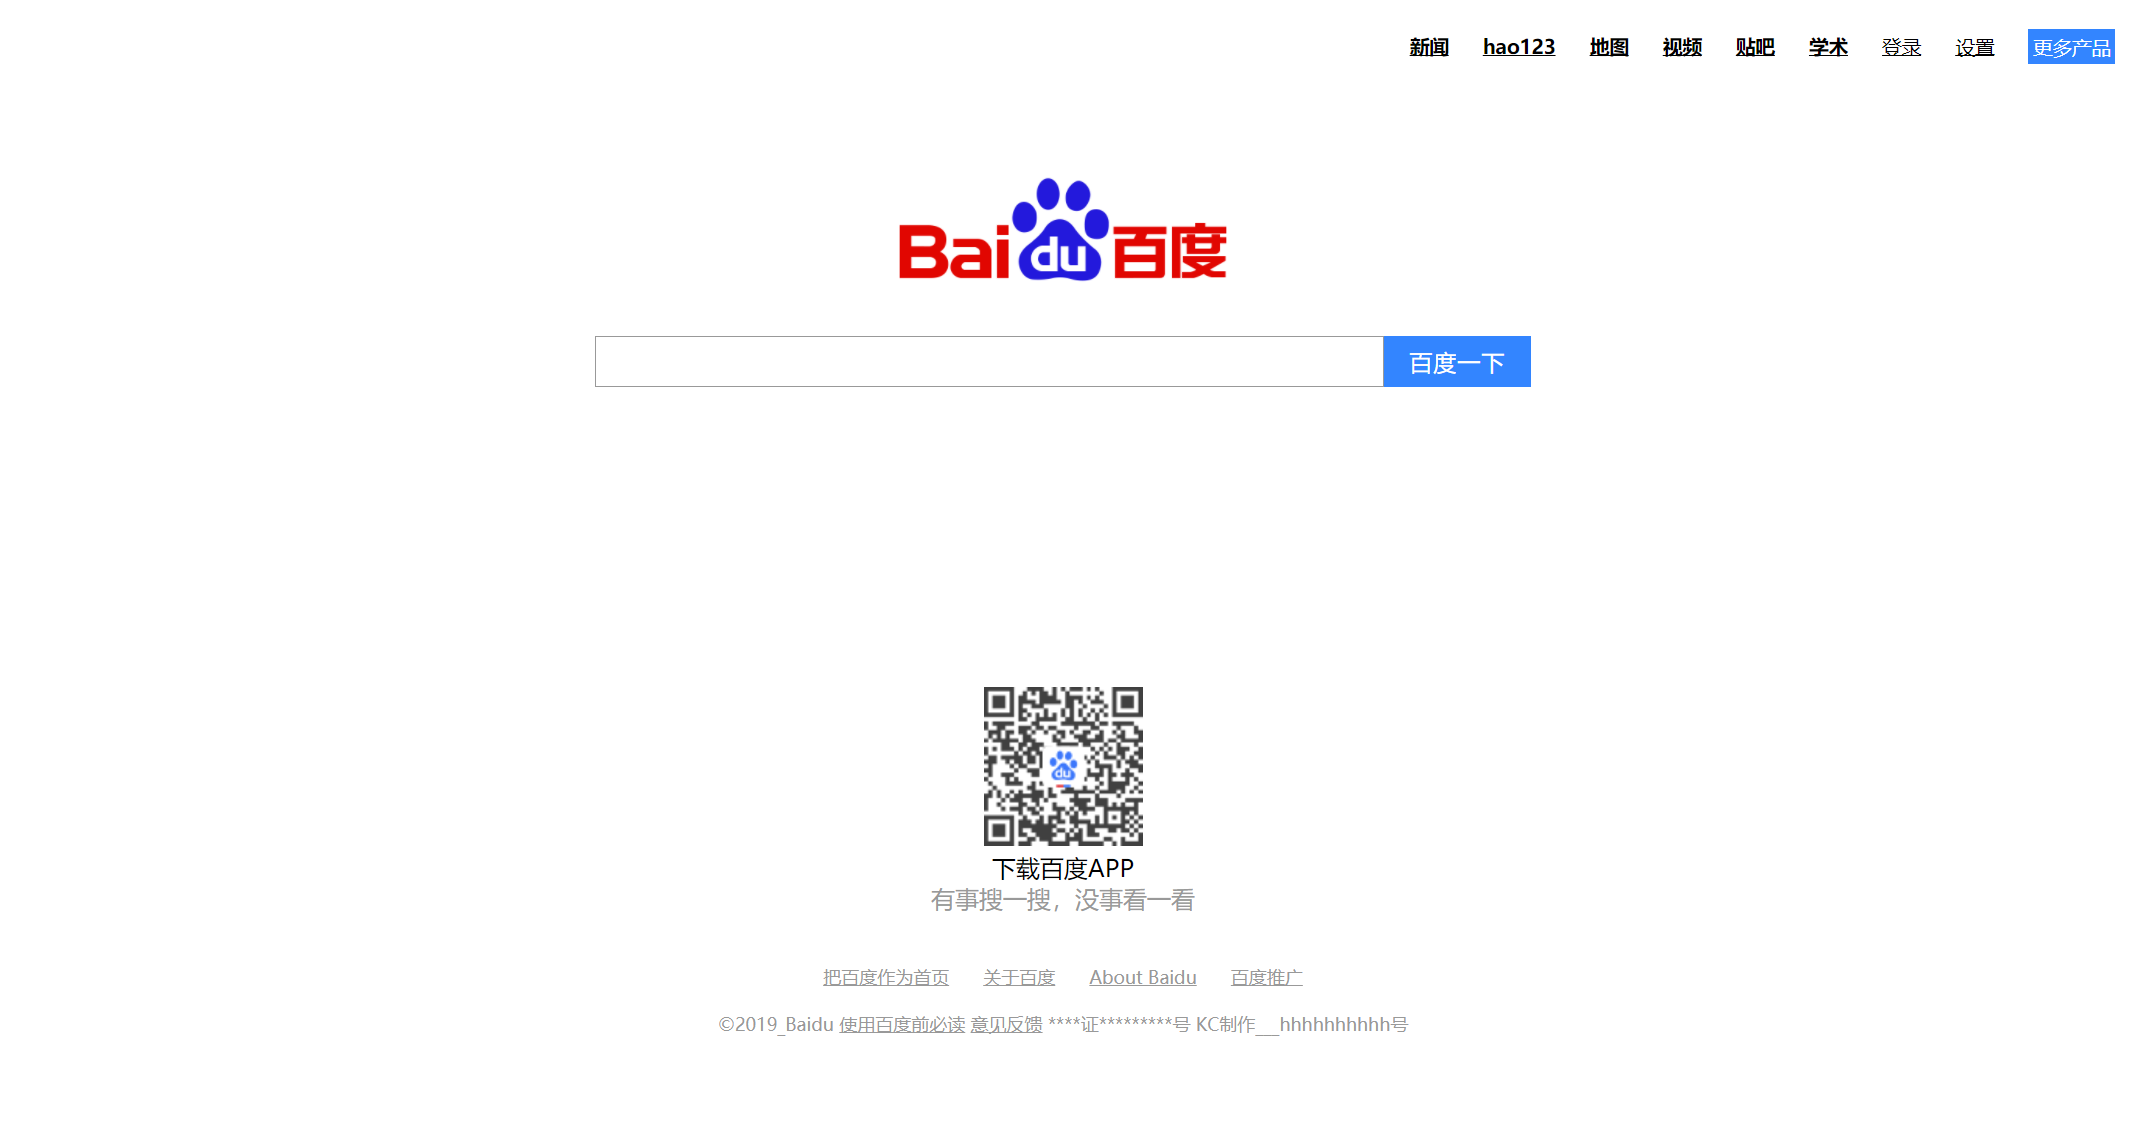 新闻 hao123 地图 视频 贴吧 学术 登录 设置 更多产品
Bai du 百度
百度一下
du
下载百度APP
有事搜一搜，没事看一看
把百度作为首页 关于百度 About Baidu 百度推广
©2019_Baidu 使用百度前必读 意见反馈 ****证*********号 KC制作___hhhhhhhhhh号